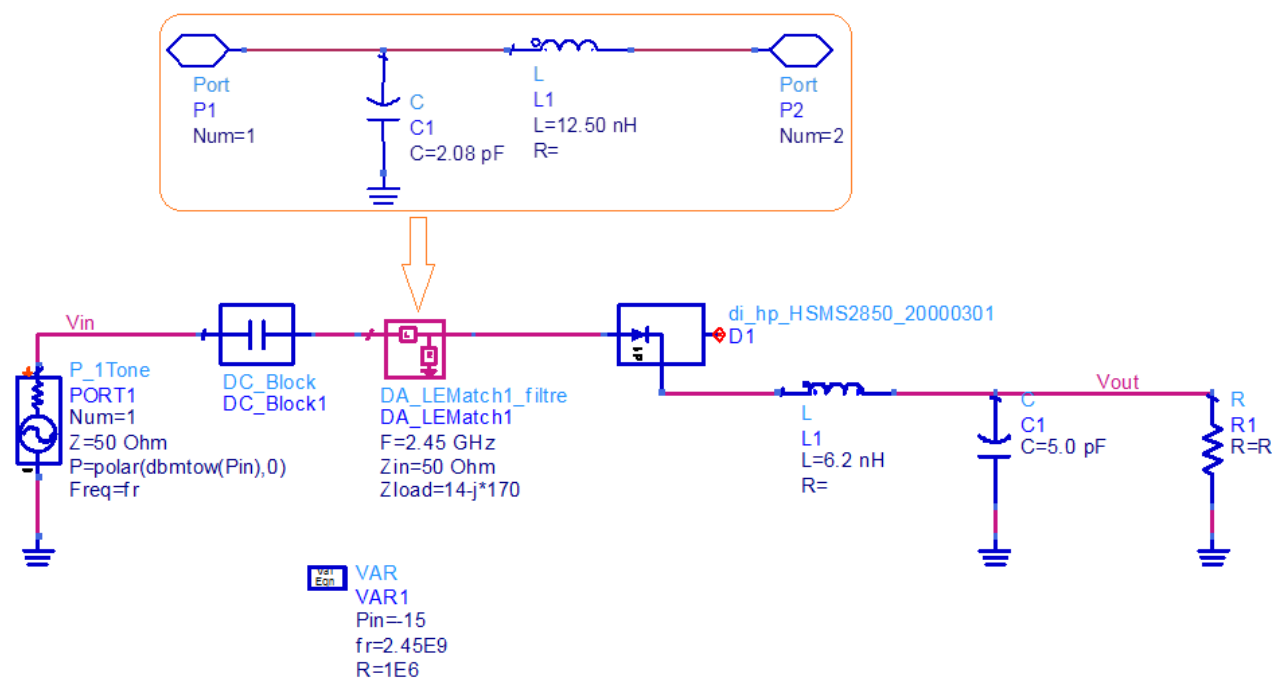 Port
P1
Num=1
C
C1
C=2.08 pF
L
L1
L=12.50 nH
R=
Port
P2
Num=2
Vin
P_1Tone
PORT1
Num=1
Z=50 Ohm
P=polar(dbmtow(Pin),0)
Freq=fr
DC_Block
DC_Block1
DA_LEMatch1_filtre
DA_LEMatch1
F=2.45 GHz
Zin=50 Ohm
Zload=14-j*170
d1
di_hp_HSMS2850_20000301
D1
L
L1
L=6.2 nH
R=
C
C1
C=5.0 pF
Vout
R
R1
R=R
Var
Eqn
VAR
VAR1
Pin=-15
fr=2.45E9
R=1E6